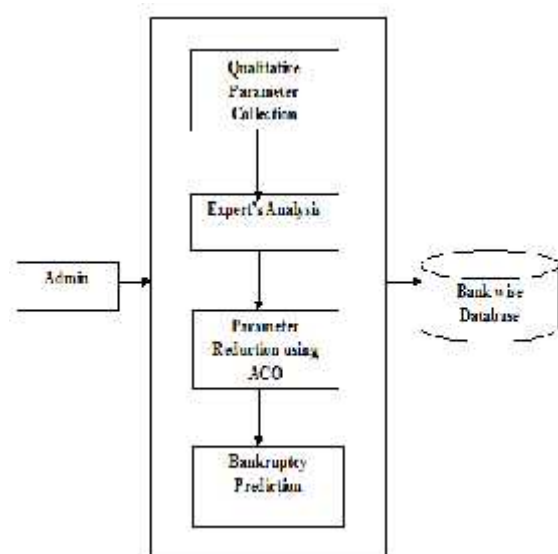 Qualitative
Parameter
Collection
Expert's Analysis
Admin
Parameter
Reduction using
ACO
Bank wise
Database
Bankruptcy
Prediction